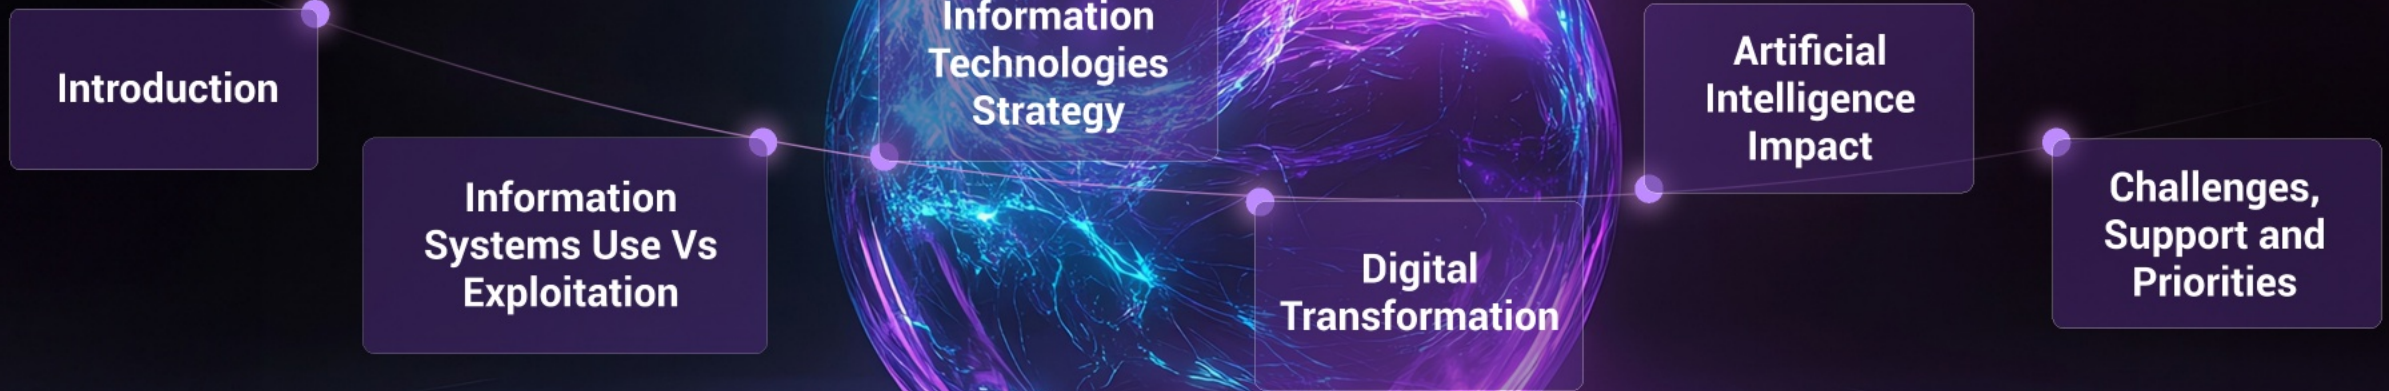 Introduction
Information
Systems Use Vs
Exploitation
Information
Technologies
Strategy
Digital
Transformation
Artificial
Intelligence
Impact
Challenges,
Support and
Priorities